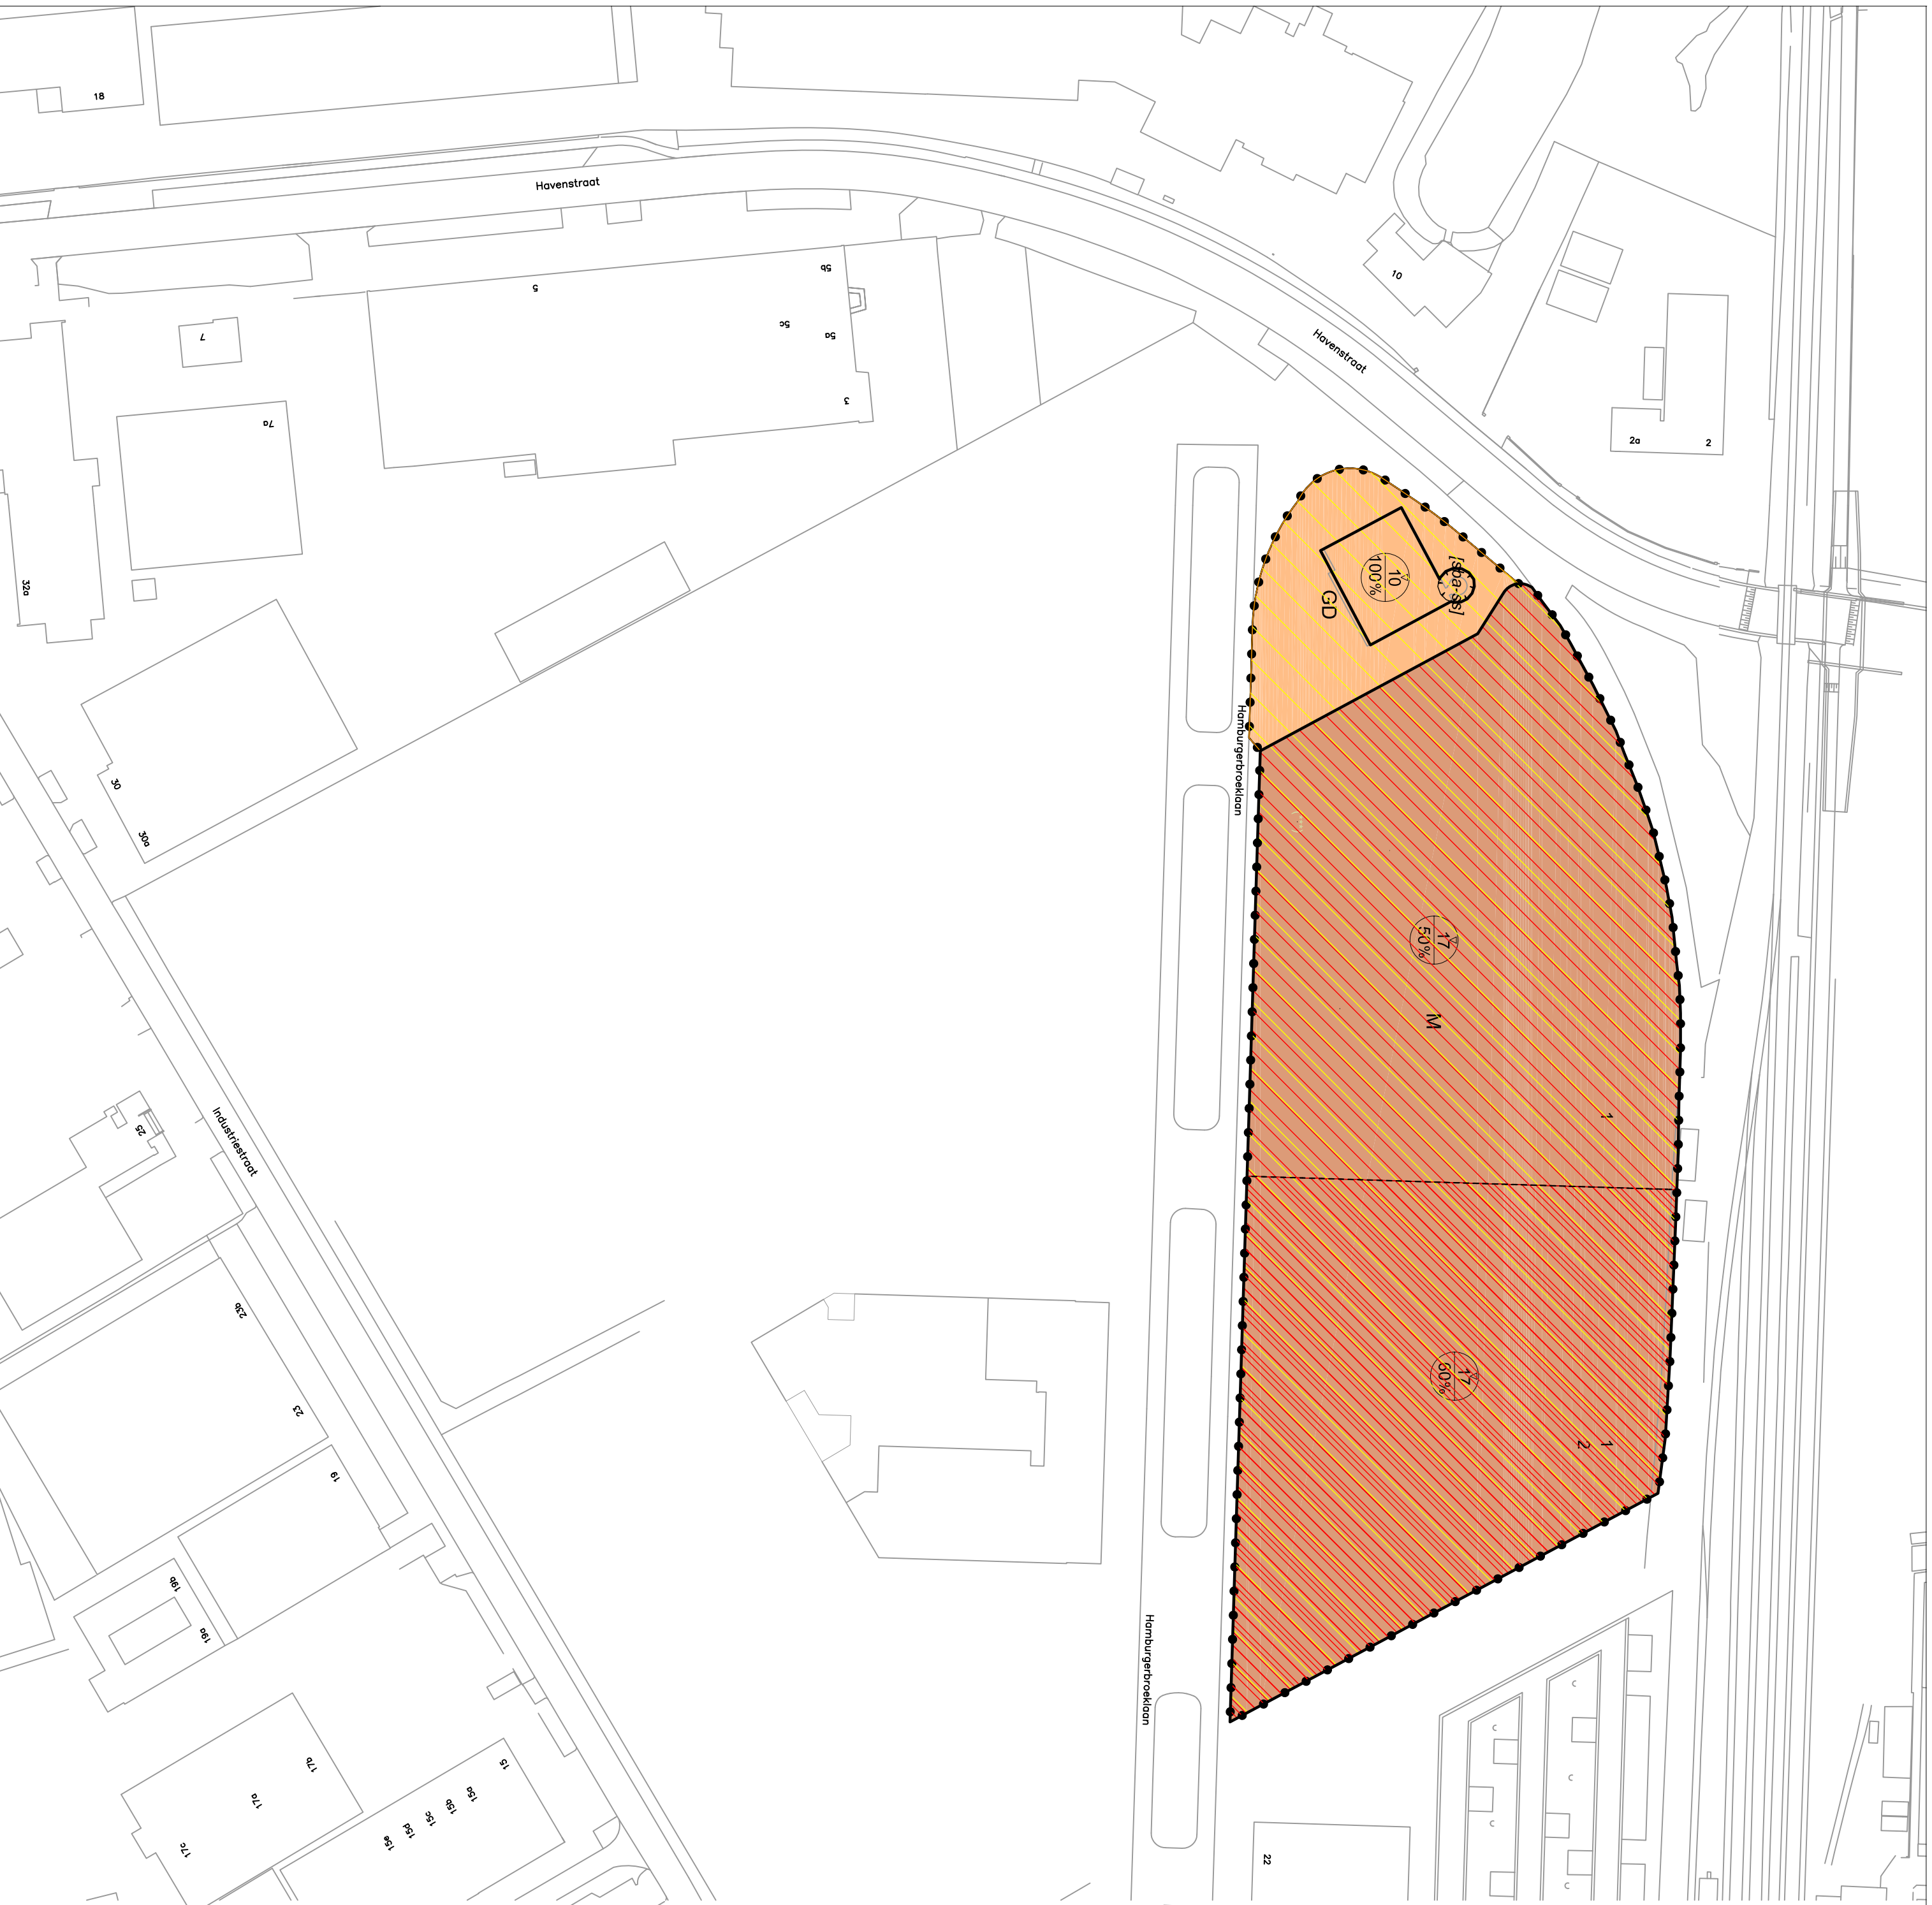 18
Havenstraat
5
5b
5c
5a
3
7
7a
10
Havenstraat
2a
2
32a
[sba-ss]
10
100%
GD
30
30a
Hamburgerbroeklaan
17
50%
M
1
25
Industriestraat
23b
23
19
19b
19a
17
60%
1
2
Hamburgerbroeklaan
17b
17a
17c
15
15a
15b
15c
15d
15e
22
c
c
c
c
c